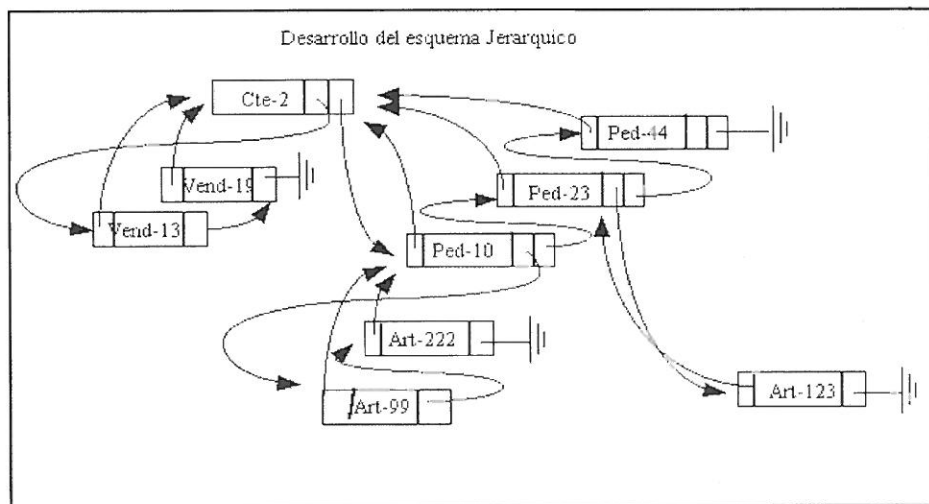 Desarrollo del esquema Jerarquico
Cte-2
Ped-44
Vend-19
Ped-23
Vend-13
Ped-10
Art-222
Art-123
Art-99